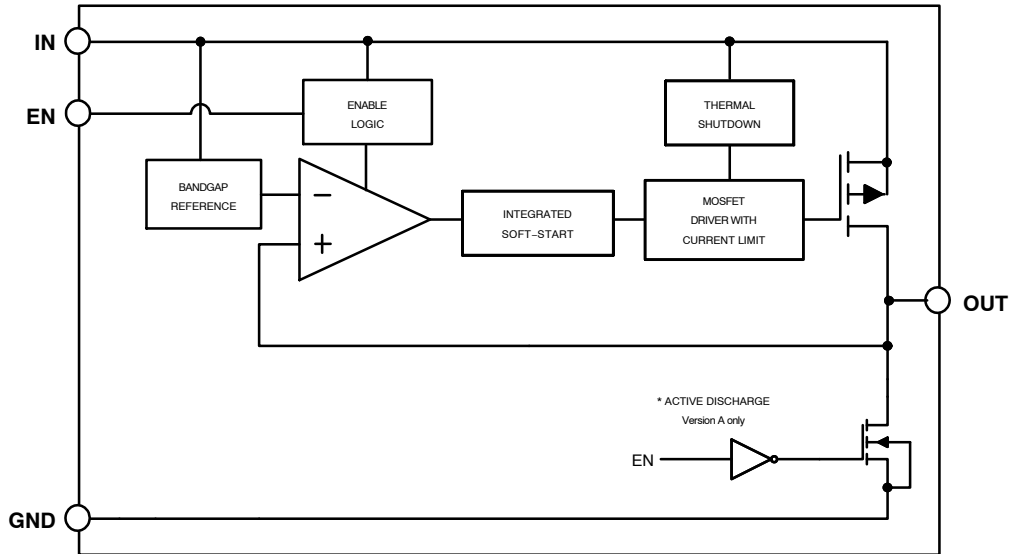 IN
EN
ENABLE
LOGIC
THERMAL
SHUTDOWN
BANDGAP
REFERENCE
−
+
INTEGRATED
SOFT−START
MOSFET
DRIVER WITH
CURRENT LIMIT
OUT
* ACTIVE DISCHARGE
Version A only
EN
GND